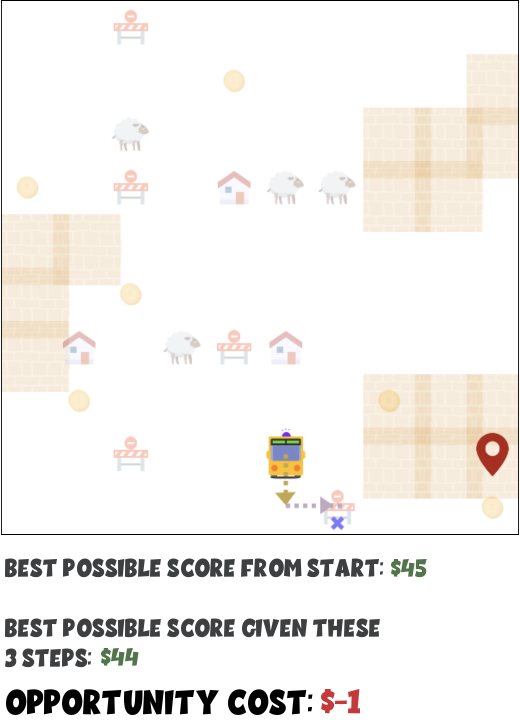 BEST POSSIBLE SCORE FROM START: $45
BEST POSSIBLE SCORE GIVEN THESE
3 STEPS: $44
OPPORTUNITY COST: $-1